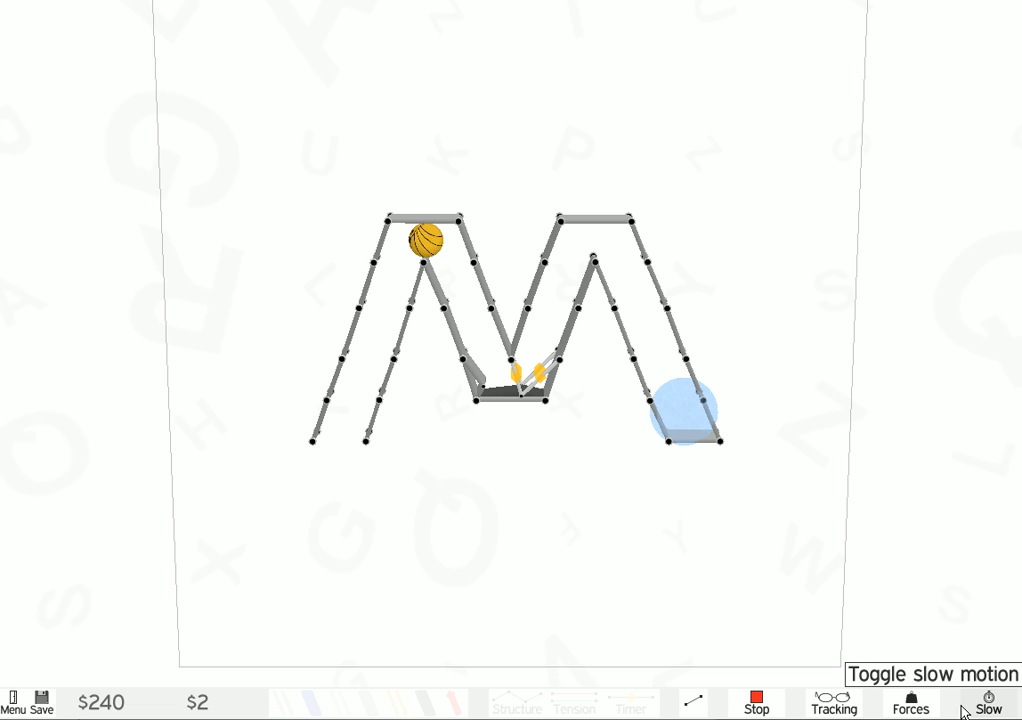 Toggle slow motion
Menu Save $240 $2 Structure Tension Timer Stop Tracking Forces Slow